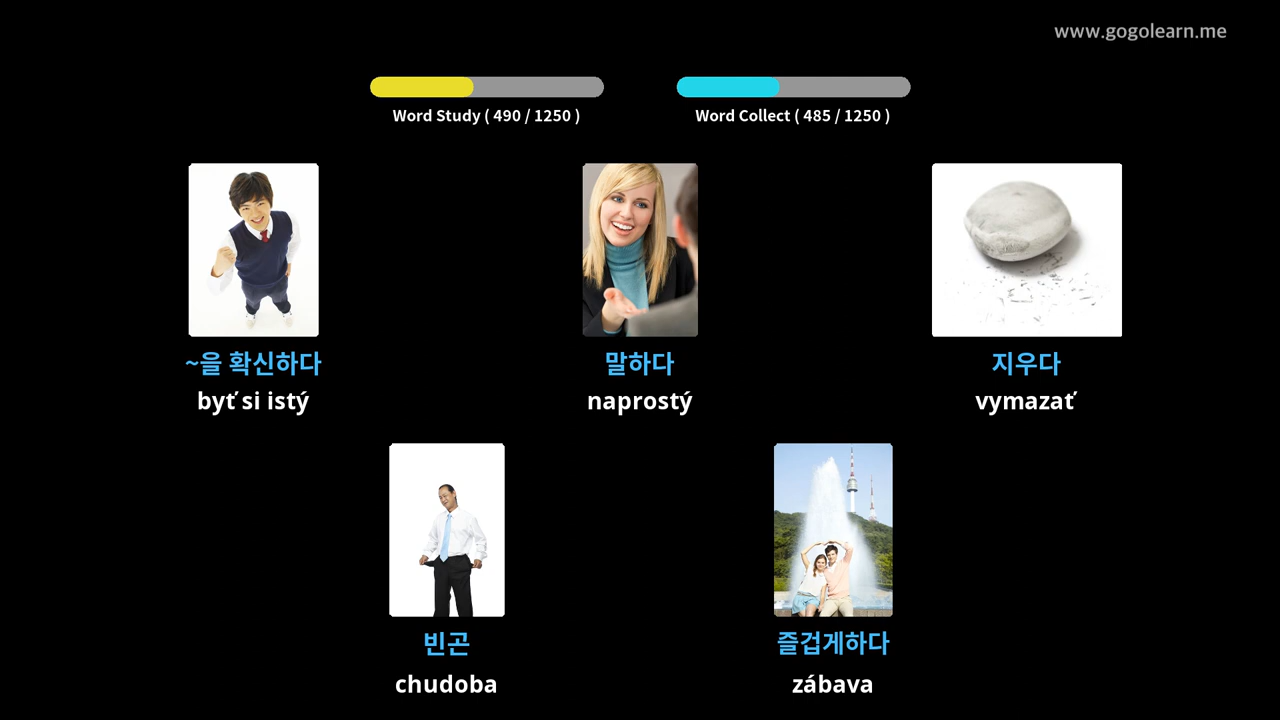 www.gogolearn.me
Word Study ( 490 / 1250 )
Word Collect ( 485 / 1250 )
~을 확신하다
byť si istý
말하다
naprostý
지우다
vymazať
빈곤
chudoba
즐겁게하다
zábava